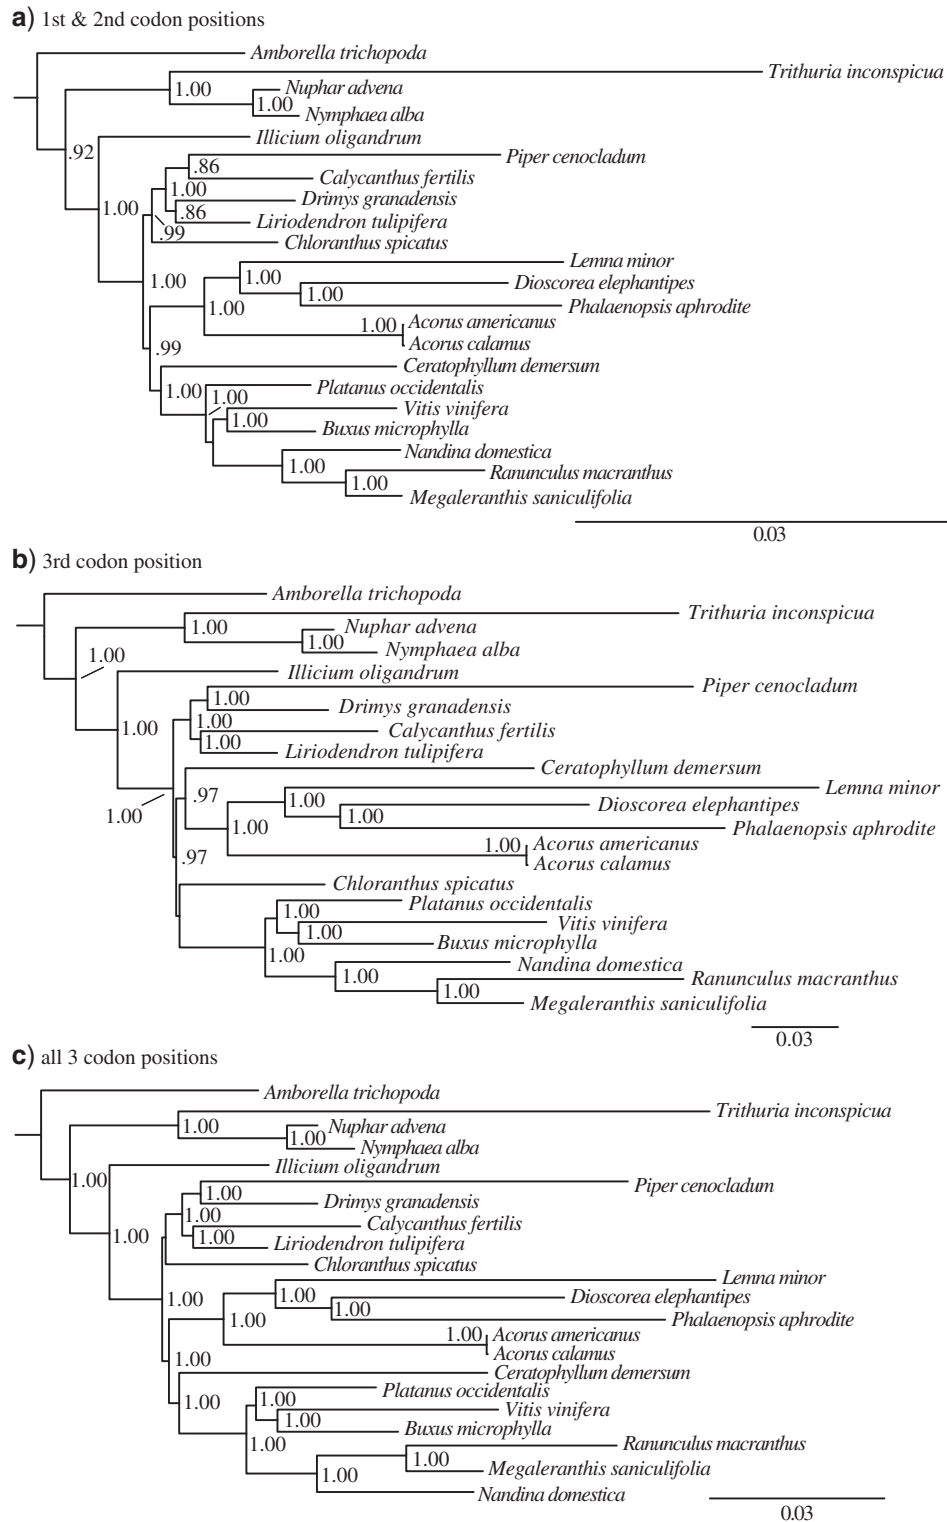 a) 1st & 2nd codon positions
Amborella trichopoda
Trithuria inconspicua
1.00
Nuphar advena
1.00
Nymphaea alba
Illicium oligandrum
.92
Piper cenocladum
.86
Calycanthus fertilis
1.00
Drimys granadensis
1.00
.86
Liriodendron tulipifera
.99
Chloranthus spicatus
Lemna minor
1.00
1.00
Dioscorea elephantipes
1.00
1.00
Phalaenopsis aphrodite
1.00
Acorus americanus
Acorus calamus
.99
Ceratophyllum demersum
1.00
Platanus occidentalis
1.00
Vitis vinifera
1.00
Buxus microphylla
Nandina domestica
1.00
Ranunculus macranthus
1.00
Megaleranthis saniculifolia
0.03
b) 3rd codon position
Amborella trichopoda
Trithuria inconspicua
1.00
Nuphar advena
1.00
Nymphaea alba
1.00
Illicium oligandrum
Piper cenocladum
1.00
Drimys granadensis
1.00
1.00
Calycanthus fertilis
1.00
Liriodendron tulipifera
Ceratophyllum demersum
.97
Lemna minor
1.00
Dioscorea elephantipes
1.00
1.00
1.00
Phalaenopsis aphrodite
1.00
Acorus americanus
.97
Acorus calamus
Chloranthus spicatus
Platanus occidentalis
1.00
Vitis vinifera
1.00
Buxus microphylla
1.00
Nandina domestica
1.00
Ranunculus macranthus
1.00
Megaleranthis saniculifolia
0.03
c) all 3 codon positions
Amborella trichopoda
Trithuria inconspicua
1.00
Nuphar advena
1.00
Nymphaea alba
Illicium oligandrum
1.00
Piper cenocladum
1.00
Drimys granadensis
1.00
Calycanthus fertilis
1.00
1.00
Liriodendron tulipifera
Chloranthus spicatus
Lemna minor
1.00
1.00
Dioscorea elephantipes
1.00
1.00
Phalaenopsis aphrodite
1.00
Acorus americanus
1.00
Acorus calamus
Ceratophyllum demersum
1.00
Platanus occidentalis
1.00
Vitis vinifera
1.00
Buxus microphylla
1.00
Ranunculus macranthus
1.00
Megaleranthis saniculifolia
1.00
Nandina domestica
0.03